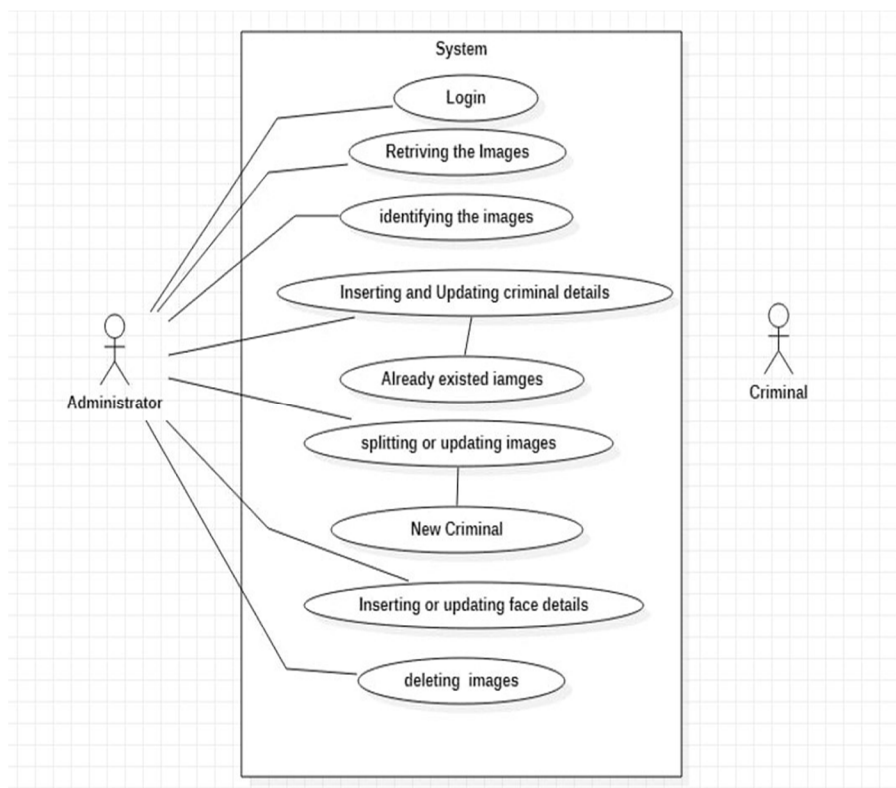 System
Login
Retriving the Images
identifying the images
Inserting and Updating criminal details
Already existed iamges
splitting or updating images
New Criminal
Inserting or updating face details
deleting images
Administrator
Criminal